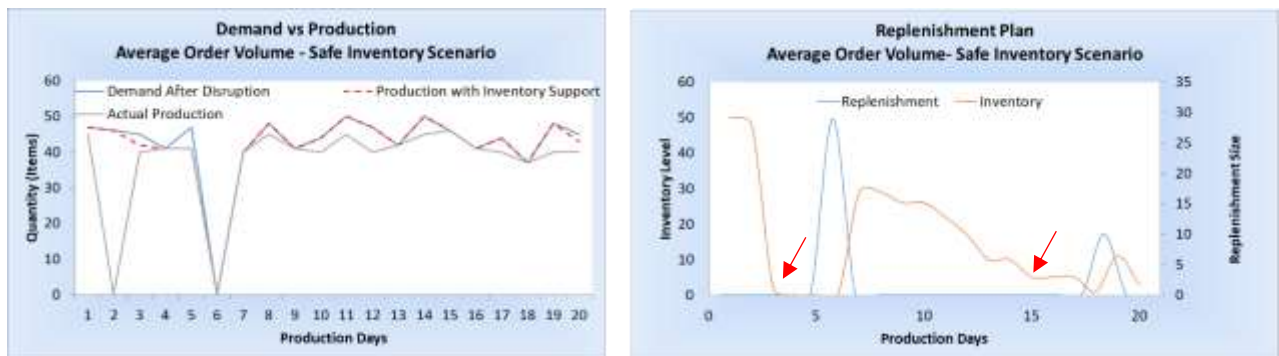 Demand vs Production
Average Order Volume - Safe Inventory Scenario
60
50
40
30
20
10
0
Quantity (Items)
Demand After Disruption
Production with Inventory Support
Actual Production
1 2 3 4 5 6 7 8 9 10 11 12 13 14 15 16 17 18 19 20
Production Days
Replenishment Plan
Average Order Volume- Safe Inventory Scenario
60
50
40
30
20
10
0
Inventory Level
Replenishment
Inventory
35
30
25
20
15
10
5
0
Replenishment Size
0 5 10 15 20
Production Days